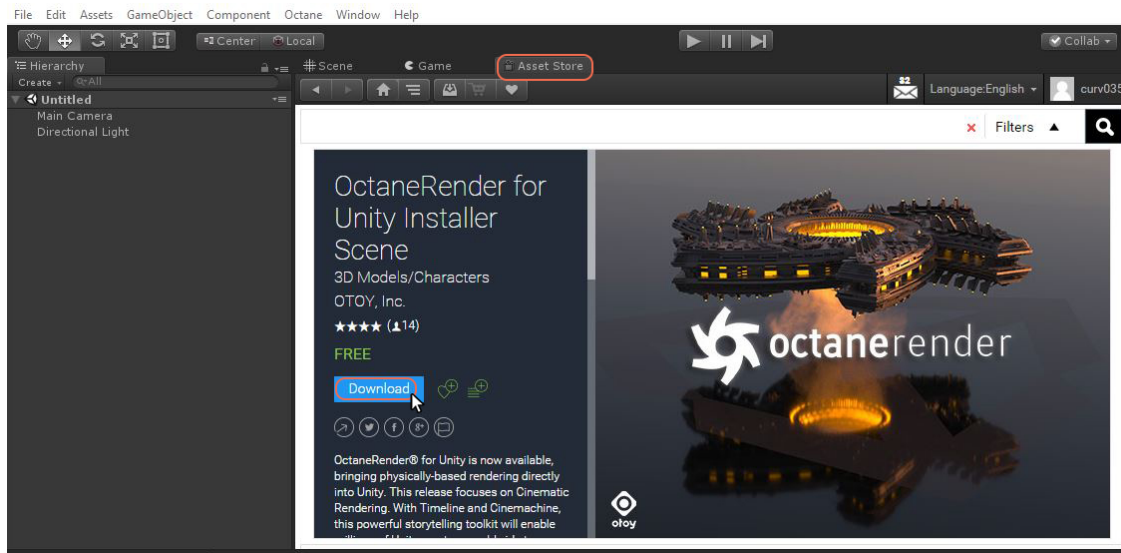 File Edit Assets GameObject Component Octane Window Help
Center Local
Collab
Hierarchy
Scene Game Asset Store
Create All
Untitled
Main Camera
Directional Light
32
Language:English
curv035
Filters
OctaneRender for
Unity Installer
Scene
3D Models/Characters
OTOY, Inc.
★★★★ (14)
FREE
Download
OctaneRender® for Unity is now available,
bringing physically-based rendering directly
into Unity. This release focuses on Cinematic
Rendering. With Timeline and Cinemachine,
this powerful storytelling toolkit will enable
octanerender
otoy